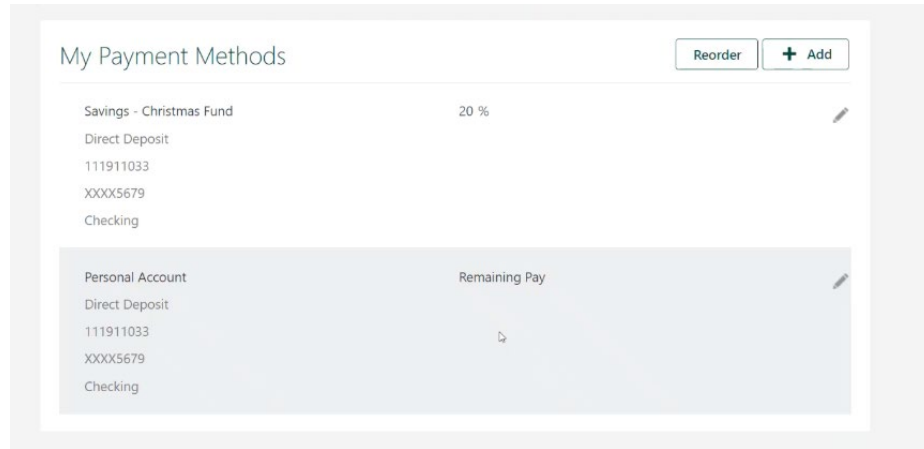 My Payment Methods
Reorder
+ Add
Savings - Christmas Fund
20 %
Direct Deposit
111911033
XXXX5679
Checking
Personal Account
Remaining Pay
Direct Deposit
111911033
XXXX5679
Checking